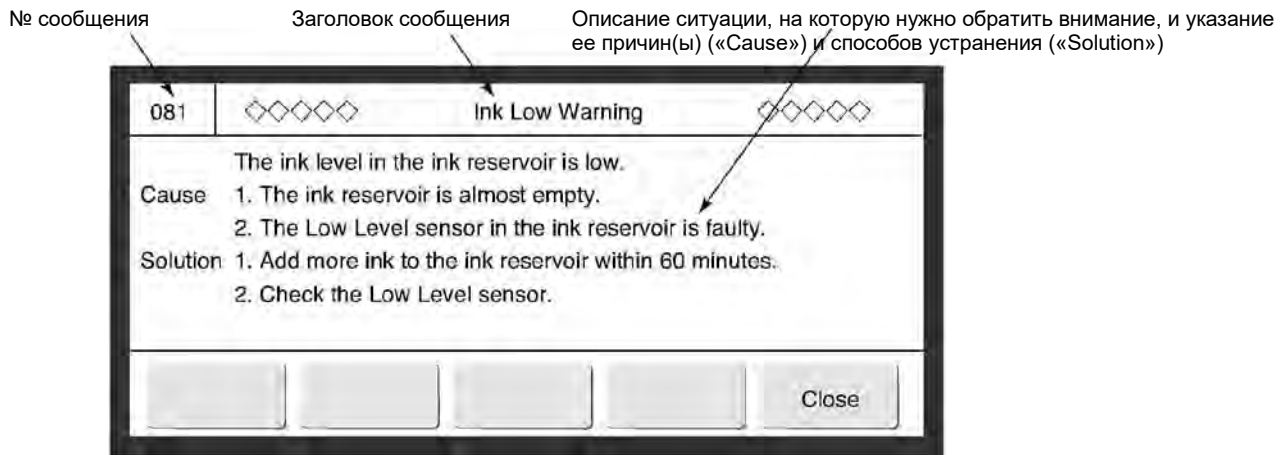 № сообщения
Заголовок сообщения
Описание ситуации, на которую нужно обратить внимание, и указание
ее причин(ы) («Cause») и способов устранения («Solution»)
081 Ink Low Warning
The ink level in the ink reservoir is low.
Cause 1. The ink reservoir is almost empty.
2. The Low Level sensor in the ink reservoir is faulty.
Solution 1. Add more ink to the ink reservoir within 60 minutes.
2. Check the Low Level sensor.
Close